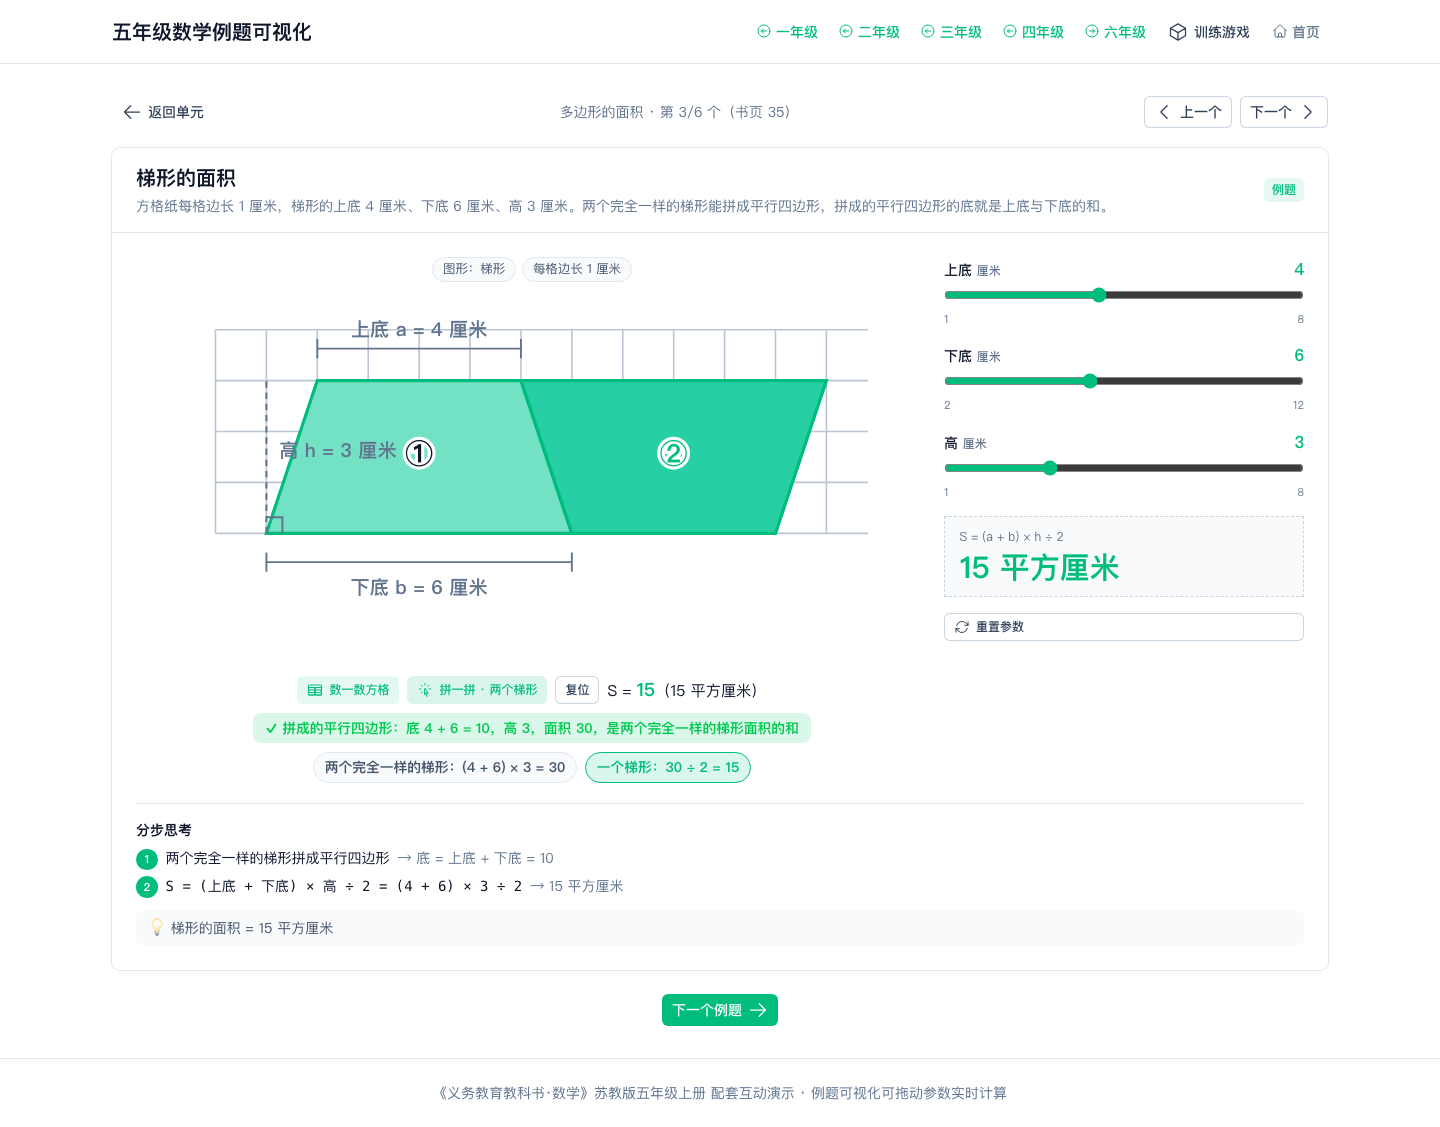 五年级数学例题可视化
一年级 二年级 三年级 四年级 六年级 训练游戏 首页
返回单元
多边形的面积 · 第 3/6 个（书页 35）
上一个 下一个
梯形的面积
方格纸每格边长 1 厘米，梯形的上底 4 厘米、下底 6 厘米、高 3 厘米。两个完全一样的梯形能拼成平行四边形，拼成的平行四边形的底就是上底与下底的和。
例题
图形：梯形 每格边长 1 厘米
上底 a = 4 厘米
高 h = 3 厘米
① ②
下底 b = 6 厘米
上底 厘米 4
1 8
下底 厘米 6
2 12
高 厘米 3
1 8
S = (a + b) × h ÷ 2
15 平方厘米
重置参数
数一数方格 拼一拼 · 两个梯形 复位 S = 15（15 平方厘米）
✓ 拼成的平行四边形：底 4 + 6 = 10，高 3，面积 30，是两个完全一样的梯形面积的和
两个完全一样的梯形：(4 + 6) × 3 = 30 一个梯形：30 ÷ 2 = 15
分步思考
1 两个完全一样的梯形拼成平行四边形 → 底 = 上底 + 下底 = 10
2 S = (上底 + 下底) × 高 ÷ 2 = (4 + 6) × 3 ÷ 2 → 15 平方厘米
💡 梯形的面积 = 15 平方厘米
下一个例题 →
《义务教育教科书·数学》苏教版五年级上册 配套互动演示 · 例题可视化可拖动参数实时计算